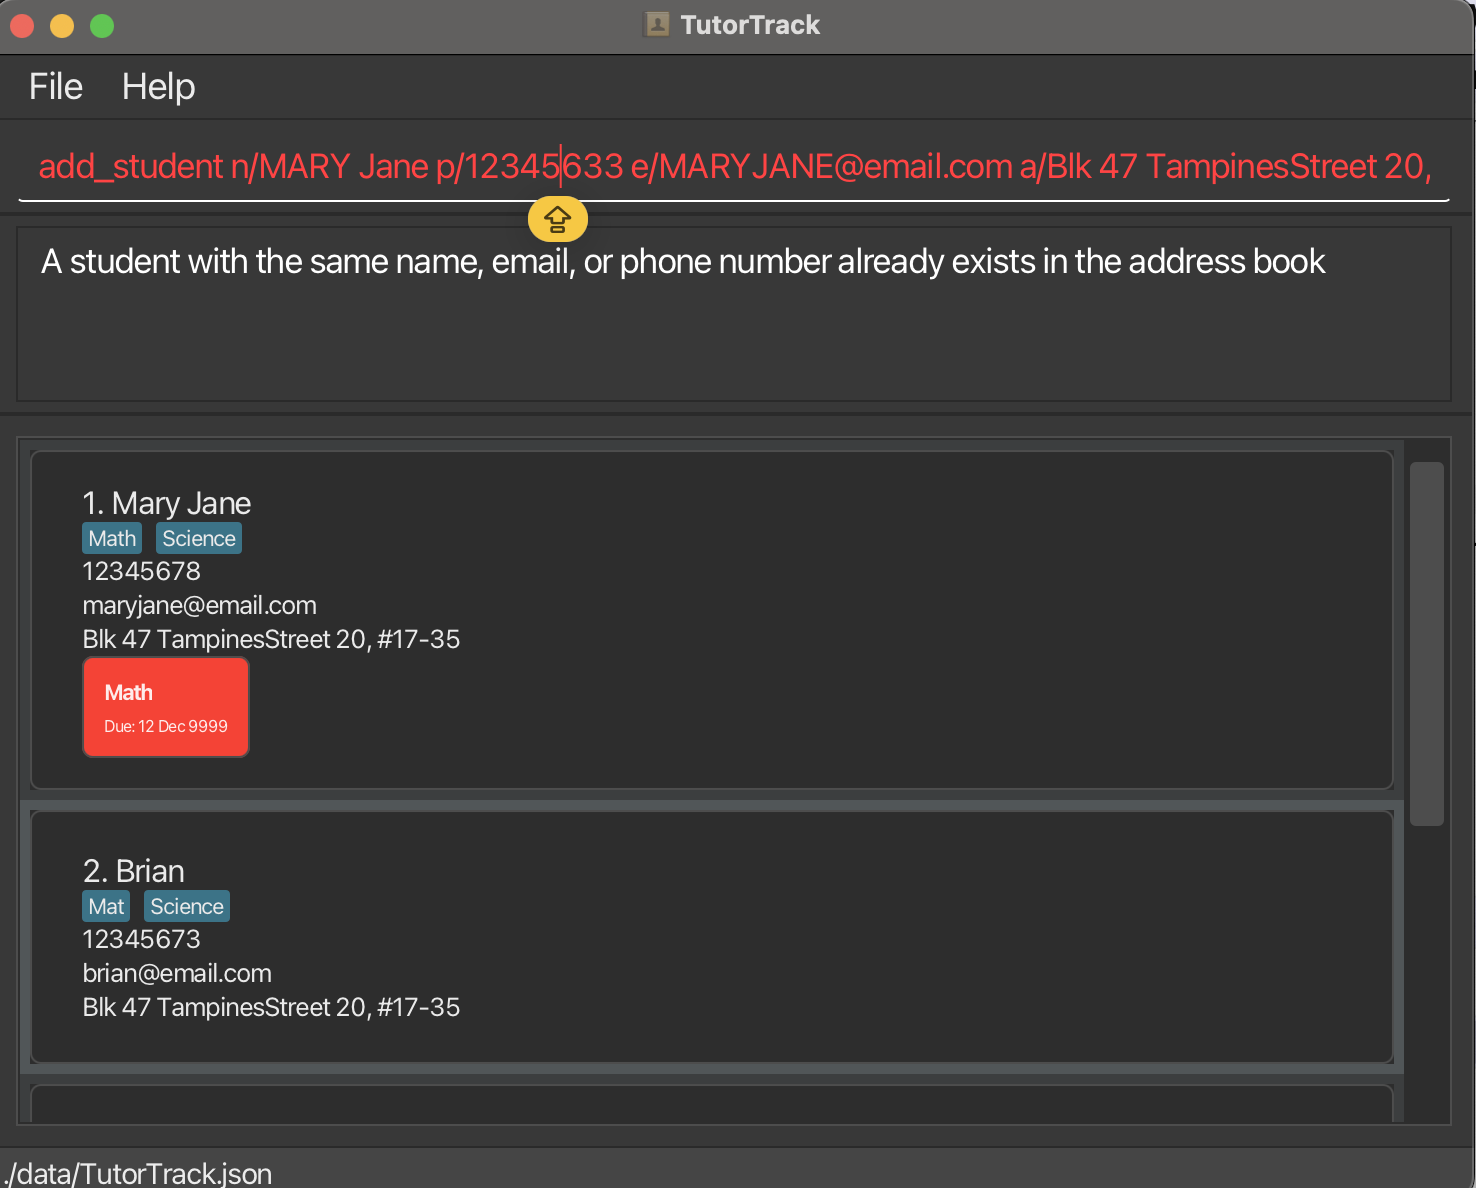 TutorTrack
File Help
add_student n/MARY Jane p/12345633 e/MARYJANE@email.com a/Blk 47 TampinesStreet 20,
A student with the same name, email, or phone number already exists in the address book
1. Mary Jane
Math Science
12345678
maryjane@email.com
Blk 47 TampinesStreet 20, #17-35
Math
Due: 12 Dec 9999
2. Brian
Mat Science
12345673
brian@email.com
Blk 47 TampinesStreet 20, #17-35
./data/TutorTrack.json